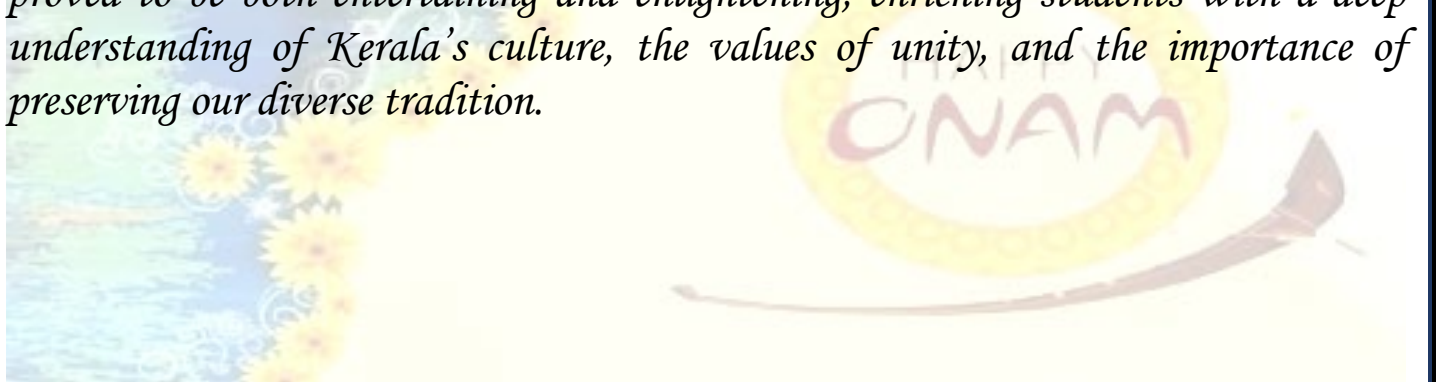 proved to be both entertaining and enlightening, enriching students with a deep
understanding of Kerala's culture, the values of unity, and the importance of
preserving our diverse tradition.
HAPPY
ONAM